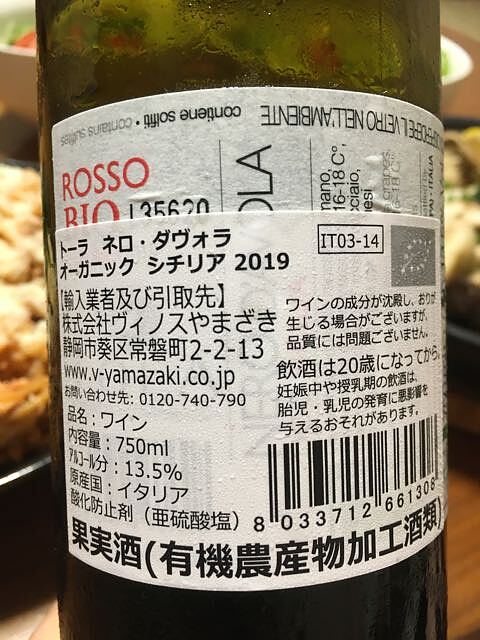 contiene solfiti • contains sulfites
NELL'AMBIENTE
IL VETRO
ROSSO
BIO L35620
16-18 C°,
トーラ ネロ・ダヴォラ
オーガニック シチリア 2019
IT03-14
【輸入業者及び引取先】
株式会社ヴィノスやまざき
静岡市葵区常磐町2-2-13
www.v-yamazaki.co.jp
お問い合わせ先: 0120-740-790
品名:ワイン
内容量:750ml
アルコール分:13.5%
原産国:イタリア
酸化防止剤(亜硫酸塩)
ワインの成分が沈殿し、おりが
生じる場合がございますが、
品質には問題ございません。
飲酒は20歳になってから。
妊娠中や授乳期の飲酒は、
胎児・乳児の発育に悪影響を
与えるおそれがあります。
8 033712 661308
果実酒(有機農産物加工酒類)